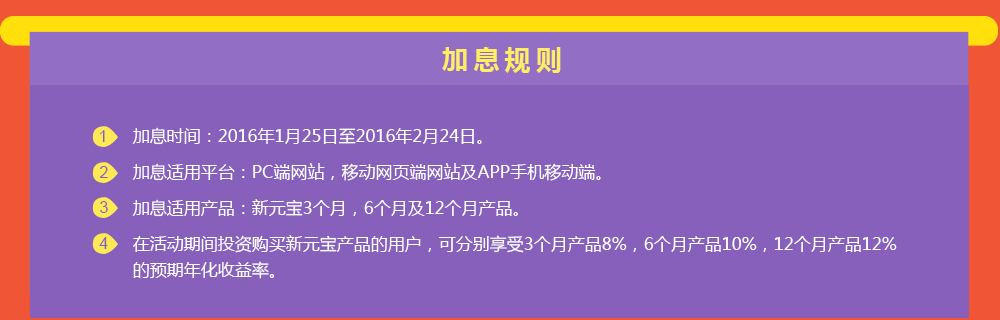 加息规则
1 加息时间：2016年1月25日至2016年2月24日。
2 加息适用平台：PC端网站，移动网页端网站及APP手机移动端。
3 加息适用产品：新元宝3个月，6个月及12个月产品。
4 在活动期间投资购买新元宝产品的用户，可分别享受3个月产品8%，6个月产品10%，12个月产品12%
的预期年化收益率。